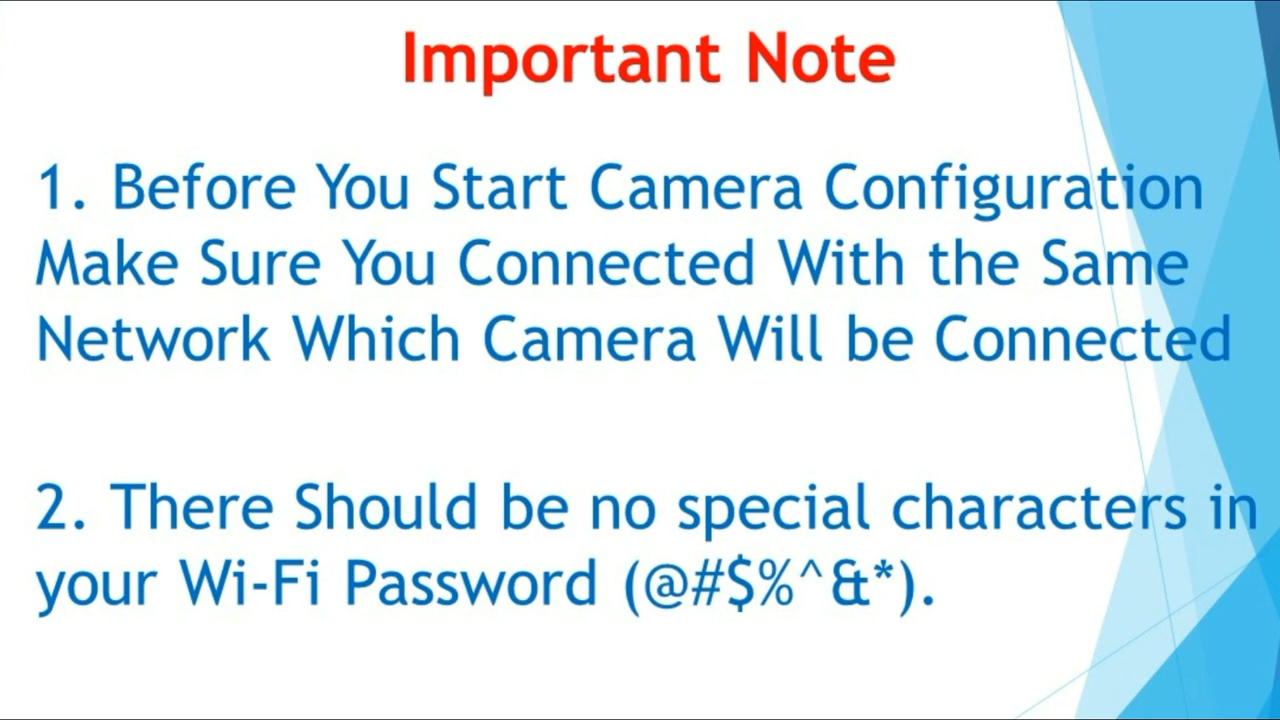 Important Note
1. Before You Start Camera Configuration
Make Sure You Connected With the Same
Network Which Camera Will be Connected
2. There Should be no special characters in
your Wi-Fi Password (@#$%^&*).